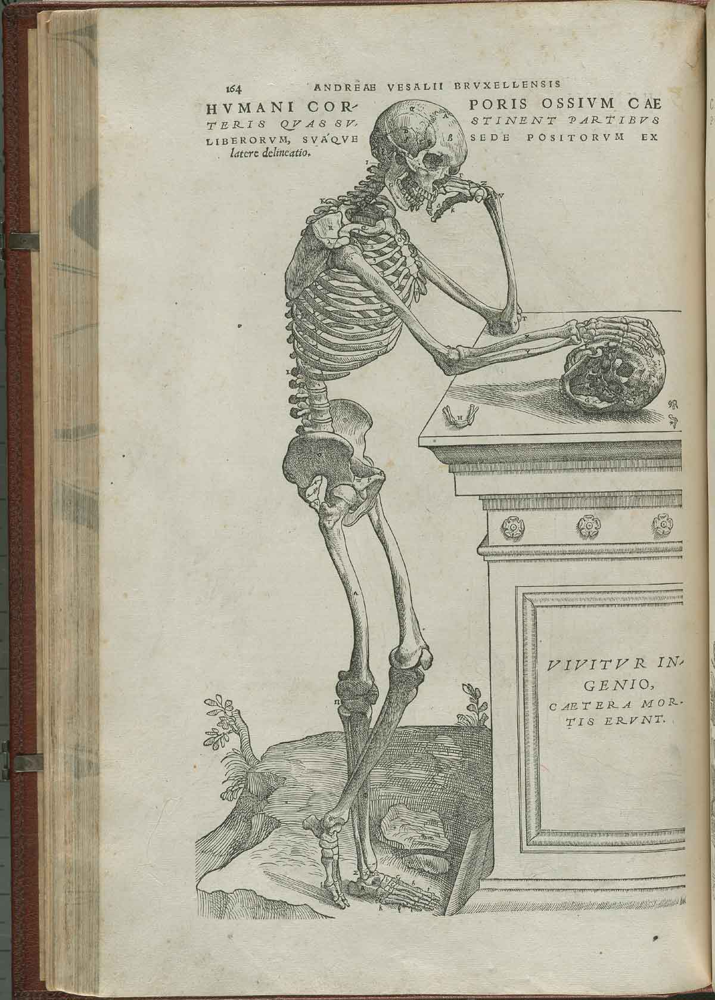 164 ANDREAE VESALII BRVXELLENSIS
HVMANI COR- PORIS OSSIVM CAE
TERIS QVAS SV- STINENT PARTIBVS
LIBERORVM, SVÁQVE SEDE POSITORVM EX
latere delineatio.
VIVITVR IN-
GENIO,
CAETERA MOR-
TIS ERVNT.